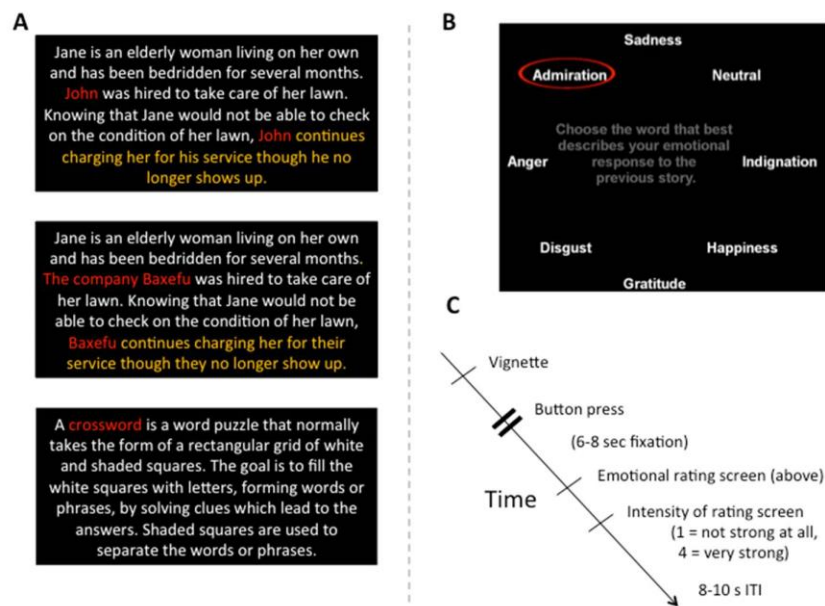 A
Jane is an elderly woman living on her own
and has been bedridden for several months.
John was hired to take care of her lawn.
Knowing that Jane would not be able to check
on the condition of her lawn, John continues
charging her for his service though he no
longer shows up.
Jane is an elderly woman living on her own
and has been bedridden for several months.
The company Baxefu was hired to take care of
her lawn. Knowing that Jane would not be
able to check on the condition of her lawn,
Baxefu continues charging her for their
service though they no longer show up.
A crossword is a word puzzle that normally
takes the form of a rectangular grid of white
and shaded squares. The goal is to fill the
white squares with letters, forming words or
phrases, by solving clues which lead to the
answers. Shaded squares are used to
separate the words or phrases.
B
Sadness
Admiration
Neutral
Choose the word that best
describes your emotional
response to the
previous story.
Anger
Indignation
Disgust
Happiness
Gratitude
C
Vignette
Button press
(6-8 sec fixation)
Emotional rating screen (above)
Time
Intensity of rating screen
(1 = not strong at all,
4 = very strong)
8-10 s ITI